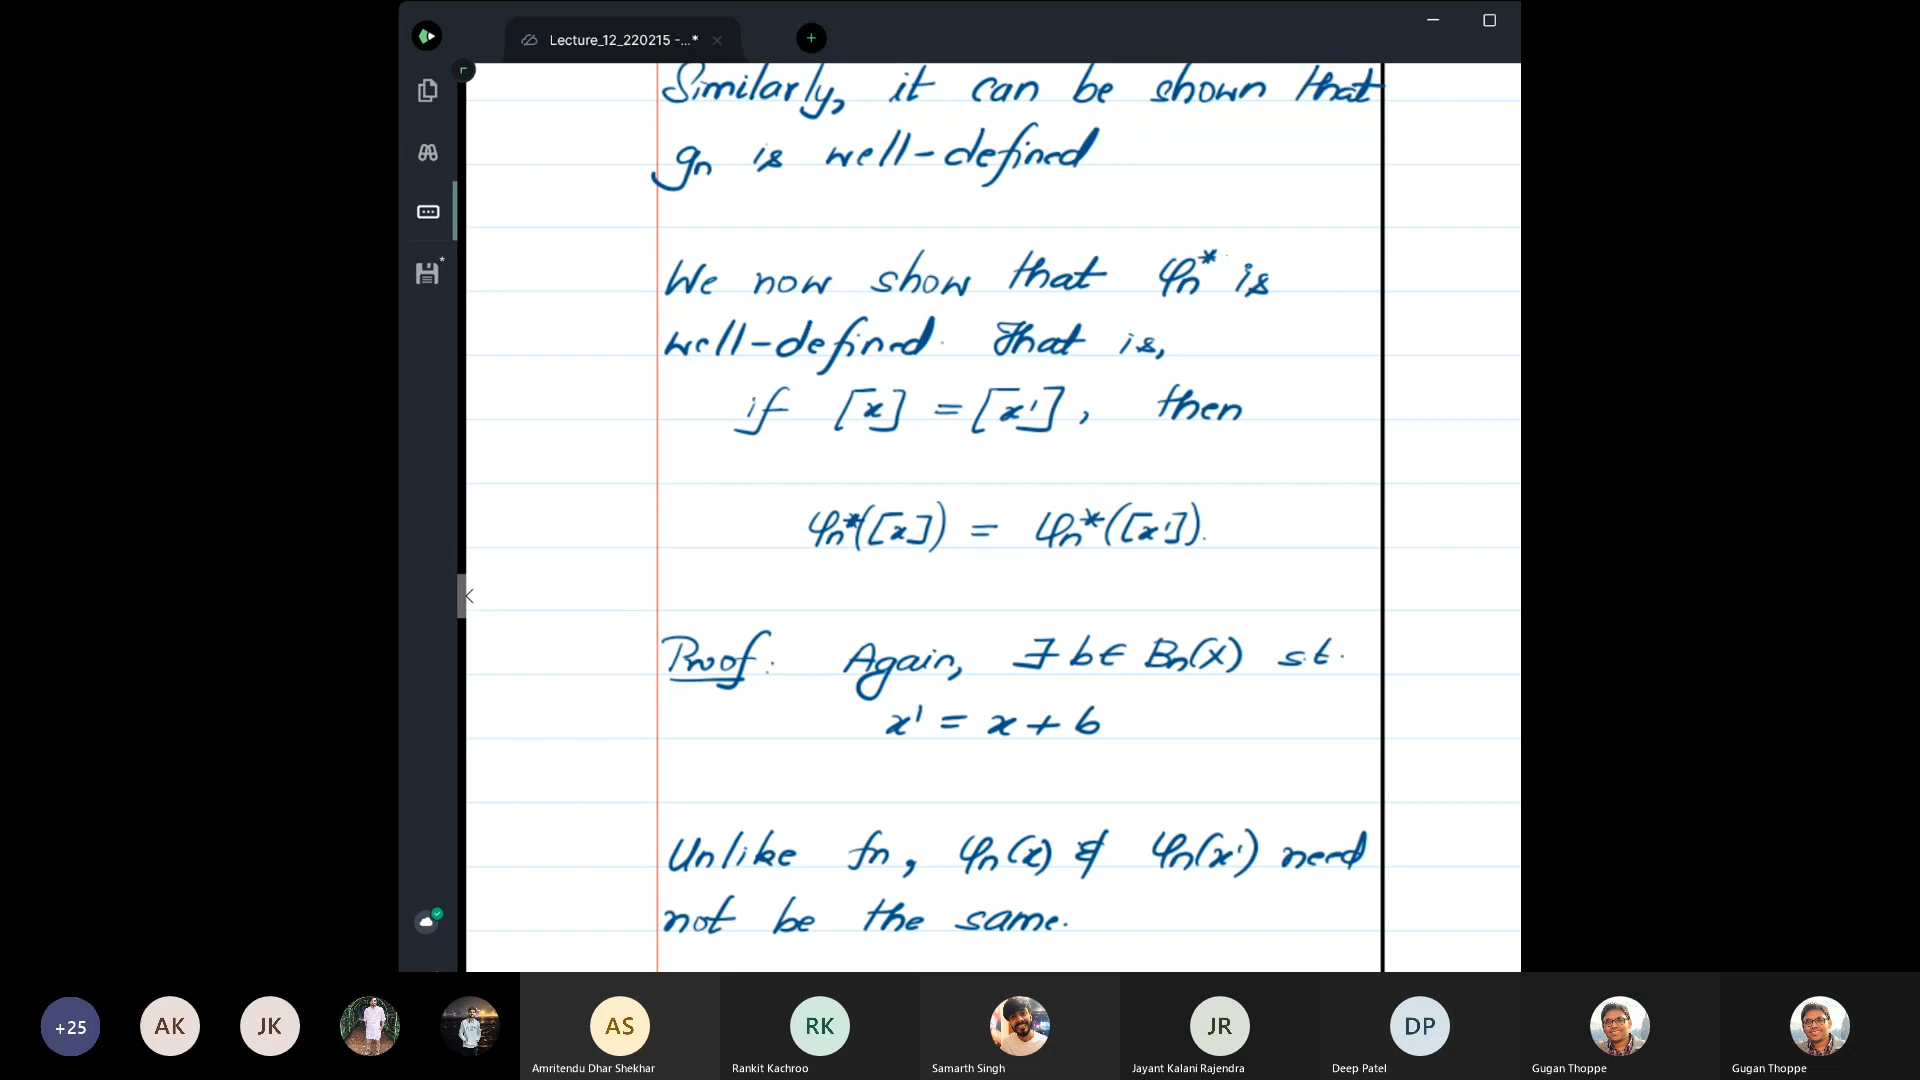 Lecture_12_220215 -...*
Similarly, it can be shown that
gn is well-defined
We now show that φn* is
well-defined. That is,
if [x] = [x'], then
φn*([x]) = φn*([x']).
Proof: Again, ∃ b∈ Bn(X) s.t.
x' = x + b
Unlike fn, φn(x) & φn(x') need
not be the same.
+25 AK JK AS RK JR DP
Amritendu Dhar Shekhar Rankit Kachroo Samarth Singh Jayant Kalani Rajendra Deep Patel Gugan Thoppe Gugan Thoppe